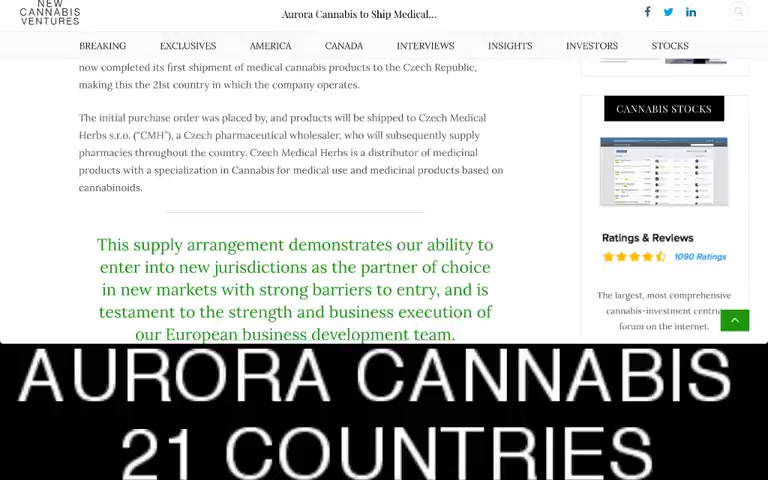 NEW
CANNABIS
VENTURES
Aurora Cannabis to Ship Medical...
BREAKING EXCLUSIVES AMERICA CANADA INTERVIEWS INSIGHTS INVESTORS STOCKS
now completed its first shipment of medical cannabis products to the Czech Republic,
making this the 21st country in which the company operates.
The initial purchase order was placed by, and products will be shipped to Czech Medical
Herbs s.r.o. (“CMH”), a Czech pharmaceutical wholesaler, who will subsequently supply
pharmacies throughout the country. Czech Medical Herbs is a distributor of medicinal
products with a specialization in Cannabis for medical use and medicinal products based on
cannabinoids.
This supply arrangement demonstrates our ability to
enter into new jurisdictions as the partner of choice
in new markets with strong barriers to entry, and is
testament to the strength and business execution of
our European business development team.
CANNABIS STOCKS
Ratings & Reviews
1090 Ratings
The largest, most comprehensive
cannabis-investment centric
forum on the internet.
AURORA CANNABIS
21 COUNTRIES